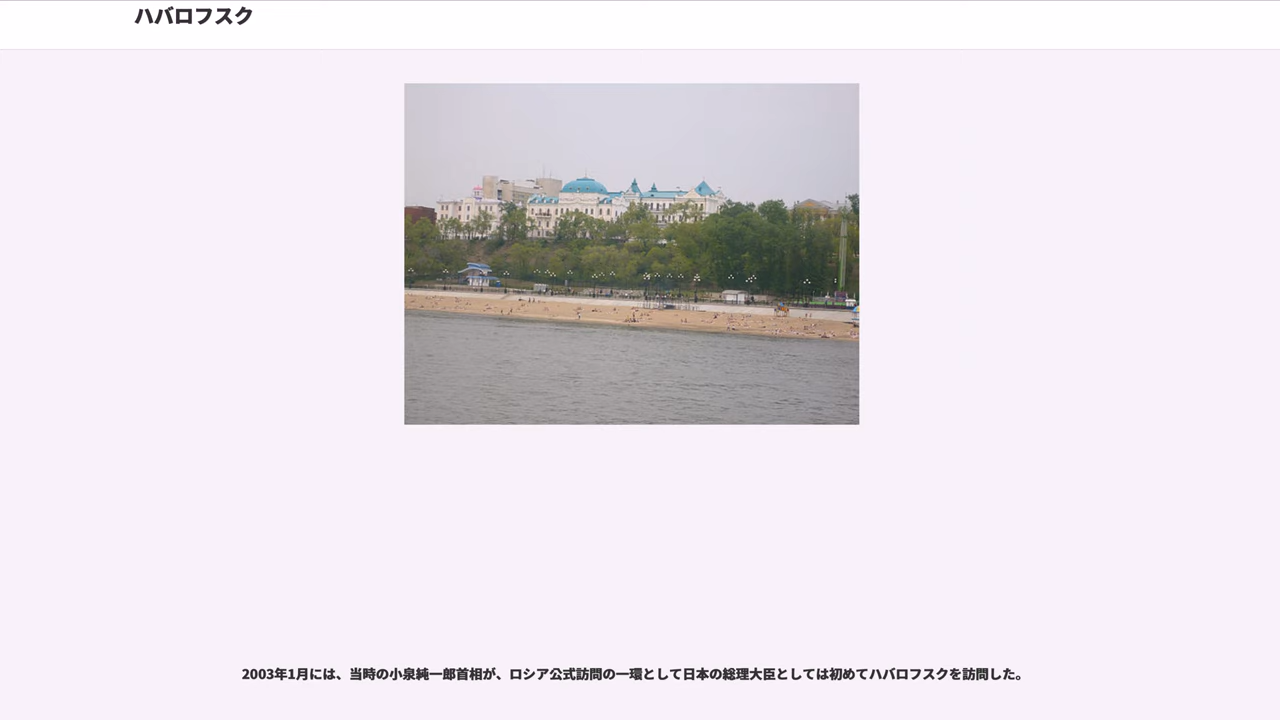 ハバロフスク
2003年1月には、当時の小泉純一郎首相が、ロシア公式訪問の一環として日本の総理大臣としては初めてハバロフスクを訪問した。